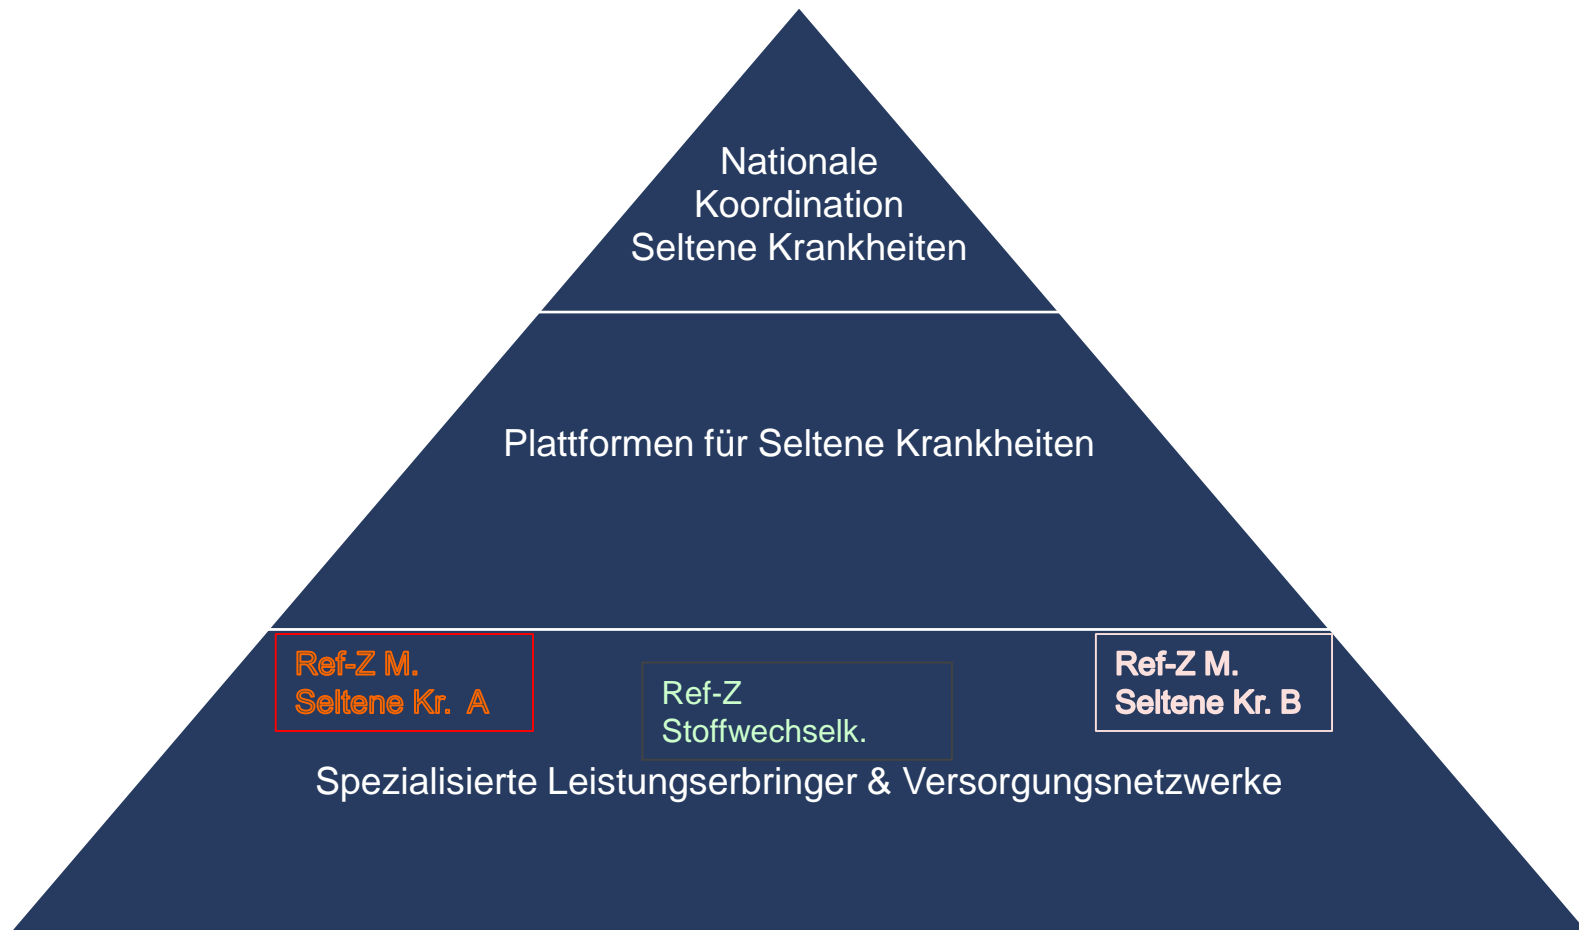 Nationale
Koordination
Seltene Krankheiten
Plattformen für Seltene Krankheiten
Ref-Z M.
Seltene Kr. A
Ref-Z
Stoffwechselk.
Ref-Z M.
Seltene Kr. B
Spezialisierte Leistungserbringer & Versorgungsnetzwerke